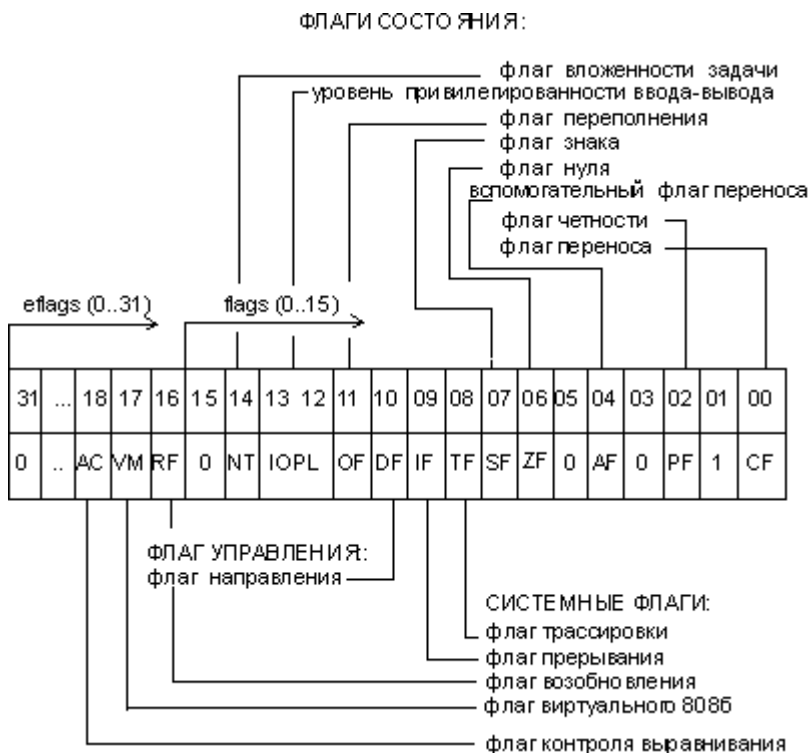 ФЛАГИ СОСТОЯНИЯ:
флаг вложенности задачи
уровень привилегированности ввода-вывода
флаг переполнения
флаг знака
флаг нуля
вспомогательный флаг переноса
флаг четности
флаг переноса
eflags (0..31) flags (0..15)
31 ... 18 17 16 15 14 13 12 11 10 09 08 07 06 05 04 03 02 01 00
0 .. AC VM RF 0 NT IOPL OF DF IF TF SF ZF 0 AF 0 PF 1 CF
ФЛАГ УПРАВЛЕНИЯ:
флаг направления
СИСТЕМНЫЕ ФЛАГИ:
флаг трассировки
флаг прерывания
флаг возобновления
флаг виртуального 8086
флаг контроля выравнивания